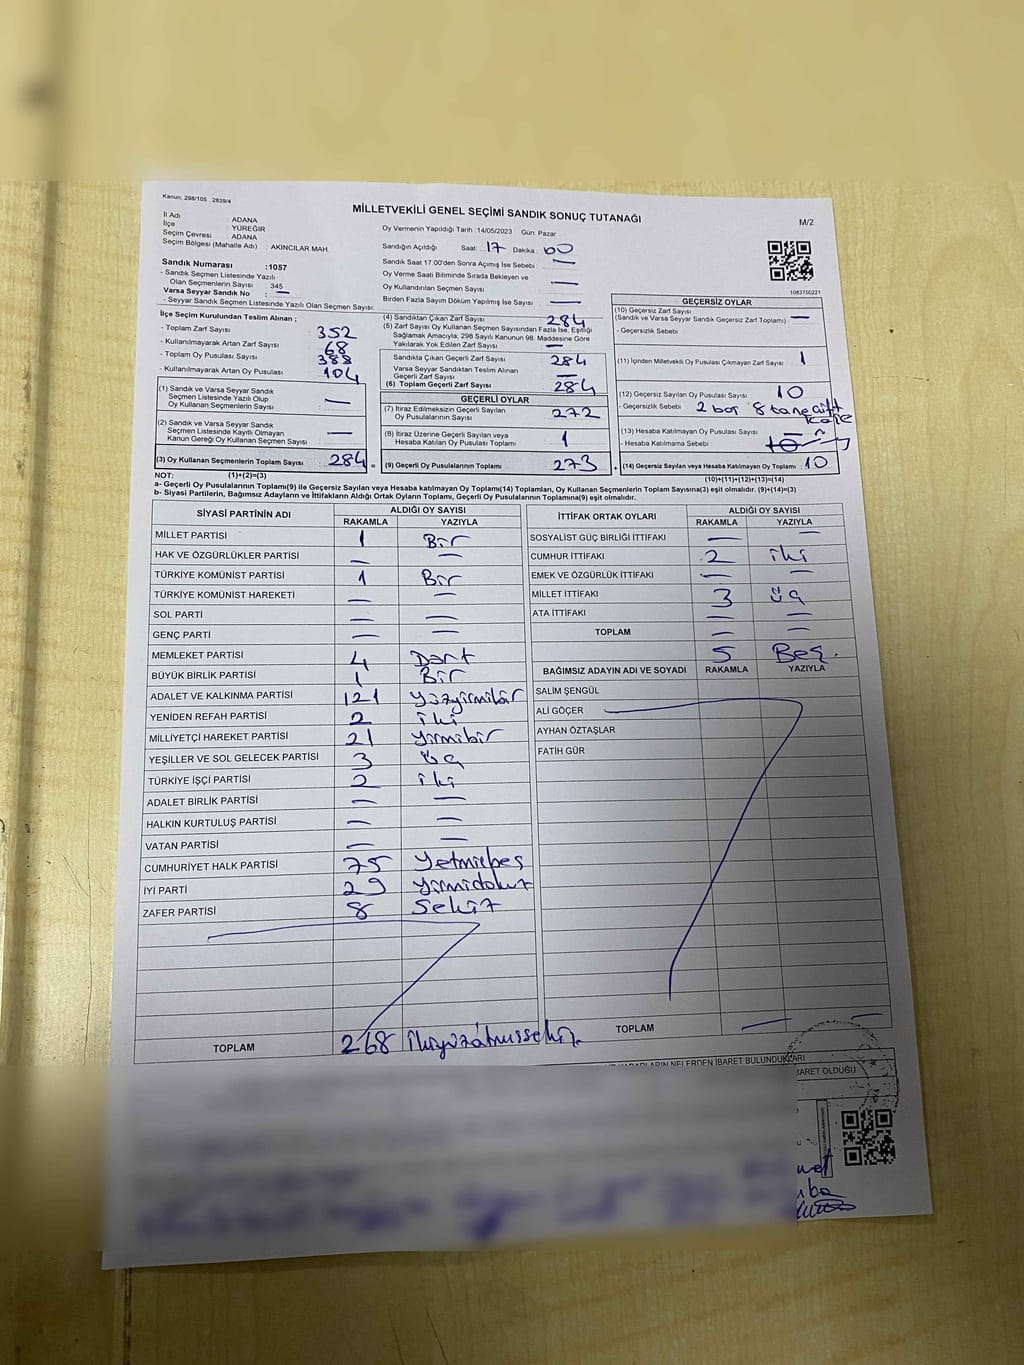 Kanun: 298/105 , 2839/4
MİLLETVEKİLİ GENEL SEÇİMİ SANDIK SONUÇ TUTANAĞI
M/2
İl Adı : ADANA
İlçe : YÜREĞİR
Seçim Çevresi : ADANA
Seçim Bölgesi (Mahalle Adı) : AKINCILAR MAH
Sandık Numarası :1057
- Sandık Seçmen Listesinde Yazılı
Olan Seçmenlerin Sayısı : 345
Varsa Seyyar Sandık No : —
- Seyyar Sandık Seçmen Listesinde Yazılı Olan Seçmen Sayısı:
Oy Vermenin Yapıldığı Tarih :14/05/2023 Gün: Pazar
Sandığın Açıldığı Saat: 17 Dakika: 00
Sandık Saat 17.00'den Sonra Açımış İse Sebebi : —
Oy Verme Saati Bitiminde Sırada Bekleyen ve
Oy Kullandırılan Seçmen Sayısı : —
Birden Fazla Sayım Döküm Yapılmış İse Sayısı : —
1083750221
İlçe Seçim Kurulundan Teslim Alınan ;
- Toplam Zarf Sayısı : 352
- Kullanılmayarak Artan Zarf Sayısı : 68
- Toplam Oy Pusulası Sayısı : 388
- Kullanılmayarak Artan Oy Pusulası : 104
(1) Sandık ve Varsa Seyyar Sandık
Seçmen Listesinde Yazılı Olup
Oy Kullanan Seçmenlerin Sayısı : —
(2) Sandık ve Varsa Seyyar Sandık
Seçmen Listesinde Kayıtlı Olmayan
Kanun Gereği Oy Kullanan Seçmen Sayısı : —
(3) Oy Kullanan Seçmenlerin Toplam Sayısı : 284
(4) Sandıktan Çıkan Zarf Sayısı : 284
(5) Zarf Sayısı Oy Kullanan Seçmen Sayısından Fazla İse, Eşitliği
Sağlamak Amacıyla, 298 Sayılı Kanunun 98. Maddesine Göre
Yakılarak Yok Edilen Zarf Sayısı : —
Sandıkta Çıkan Geçerli Zarf Sayısı : 284
Varsa Seyyar Sandıktan Teslim Alınan
Geçerli Zarf Sayısı : —
(6) Toplam Geçerli Zarf Sayısı : 284
GEÇERLİ OYLAR
(7) İtiraz Edilmeksizin Geçerli Sayılan
Oy Pusulalarının Sayısı : 272
(8) İtiraz Üzerine Geçerli Sayılan veya
Hesaba Katılan Oy Pusulası Toplamı : 1
= (9) Geçerli Oy Pusulalarının Toplamı : 273 +
GEÇERSİZ OYLAR
(10) Geçersiz Zarf Sayısı
(Sandık ve Varsa Seyyar Sandık Geçersiz Zarf Toplamı) : —
- Geçersizlik Sebebi :
(11) İçinden Milletvekili Oy Pusulası Çıkmayan Zarf Sayısı : 1
(12) Geçersiz Sayılan Oy Pusulası Sayısı : 10
- Geçersizlik Sebebi : 2 boş 8 tane çift
(13) Hesaba Katılmayan Oy Pusulası Sayısı : —
- Hesaba Katılmama Sebebi :
(14) Geçersiz Sayılan veya Hesaba Katılmayan Oy Toplamı : 10
NOT: (1)+(2)=(3)
(10)+(11)+(12)+(13)=(14)
a- Geçerli Oy Pusulalarının Toplamı(9) ile Geçersiz Sayılan veya Hesaba katılmayan Oy Toplamı(14) Toplamları, Oy Kullanan Seçmenlerin Toplam Sayısına(3) eşit olmalıdır. (9)+(14)=(3)
b- Siyasi Partilerin, Bağımsız Adayların ve İttifakların Aldığı Ortak Oyların Toplamı, Geçerli Oy Pusulalarının Toplamına(9) eşit olmalıdır.
SİYASİ PARTİNİN ADI ALDIĞI OY SAYISI
RAKAMLA YAZIYLA
MİLLET PARTİSİ 1 Bir
HAK VE ÖZGÜRLÜKLER PARTİSİ — —
TÜRKİYE KOMÜNİST PARTİSİ 1 Bir
TÜRKİYE KOMÜNİST HAREKETİ — —
SOL PARTİ — —
GENÇ PARTİ — —
MEMLEKET PARTİSİ 4 Dört
BÜYÜK BİRLİK PARTİSİ 1 Bir
ADALET VE KALKINMA PARTİSİ 121 yüzyirmibir
YENİDEN REFAH PARTİSİ 2 iki
MİLLİYETÇİ HAREKET PARTİSİ 21 yirmibir
YEŞİLLER VE SOL GELECEK PARTİSİ 3 üç
TÜRKİYE İŞÇİ PARTİSİ 2 iki
ADALET BİRLİK PARTİSİ — —
HALKIN KURTULUŞ PARTİSİ — —
VATAN PARTİSİ — —
CUMHURİYET HALK PARTİSİ 75 Yetmişbeş
İYİ PARTİ 29 yirmidokuz
ZAFER PARTİSİ 8 Sekiz
TOPLAM 268 ikiyüzatmışsekiz
İTTİFAK ORTAK OYLARI ALDIĞI OY SAYISI
RAKAMLA YAZIYLA
SOSYALİST GÜÇ BİRLİĞİ İTTİFAKI — —
CUMHUR İTTİFAKI 2 iki
EMEK VE ÖZGÜRLÜK İTTİFAKI — —
MİLLET İTTİFAKI 3 üç
ATA İTTİFAKI — —
TOPLAM — —
5 Beş
BAĞIMSIZ ADAYIN ADI VE SOYADI RAKAMLA YAZIYLA
SALİM ŞENGÜL
ALİ GÖÇER
AYHAN ÖZTAŞLAR
FATİH GÜR
TOPLAM — —
KARARLARIN NELERDEN İBARET BULUNDUKLARI
İBARET OLDUĞU